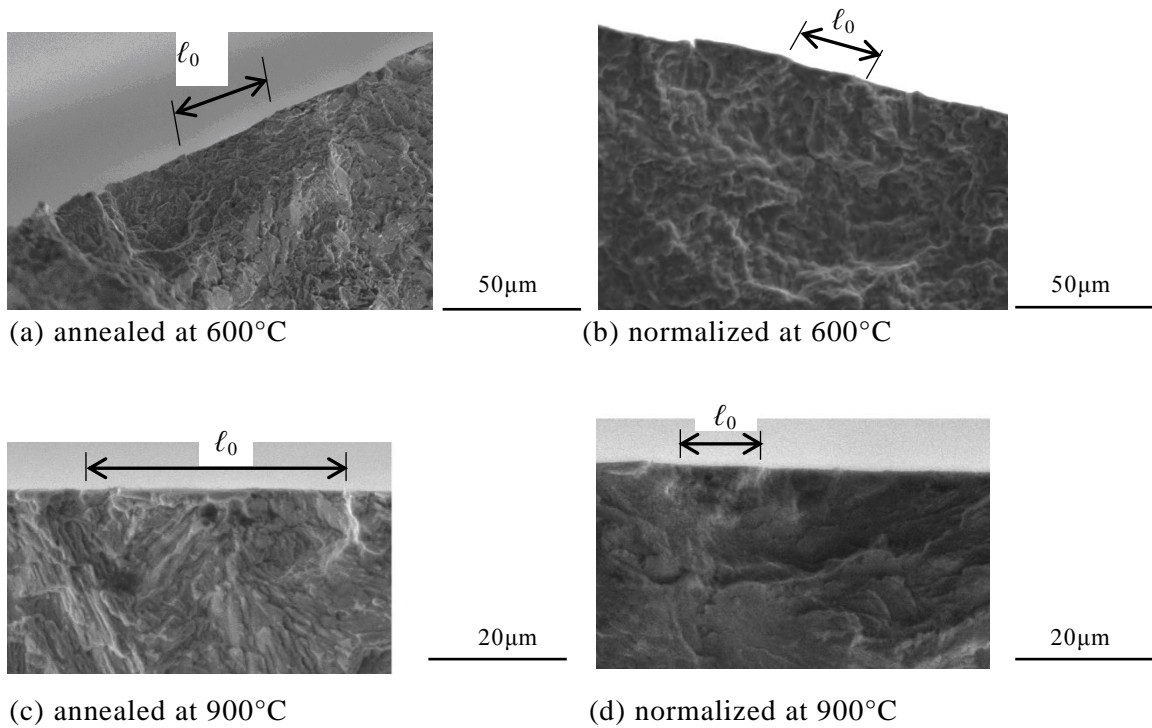 ℓ0
ℓ0
50μm
50μm
(a) annealed at 600°C
(b) normalized at 600°C
ℓ0
ℓ0
20μm
20μm
(c) annealed at 900°C
(d) normalized at 900°C